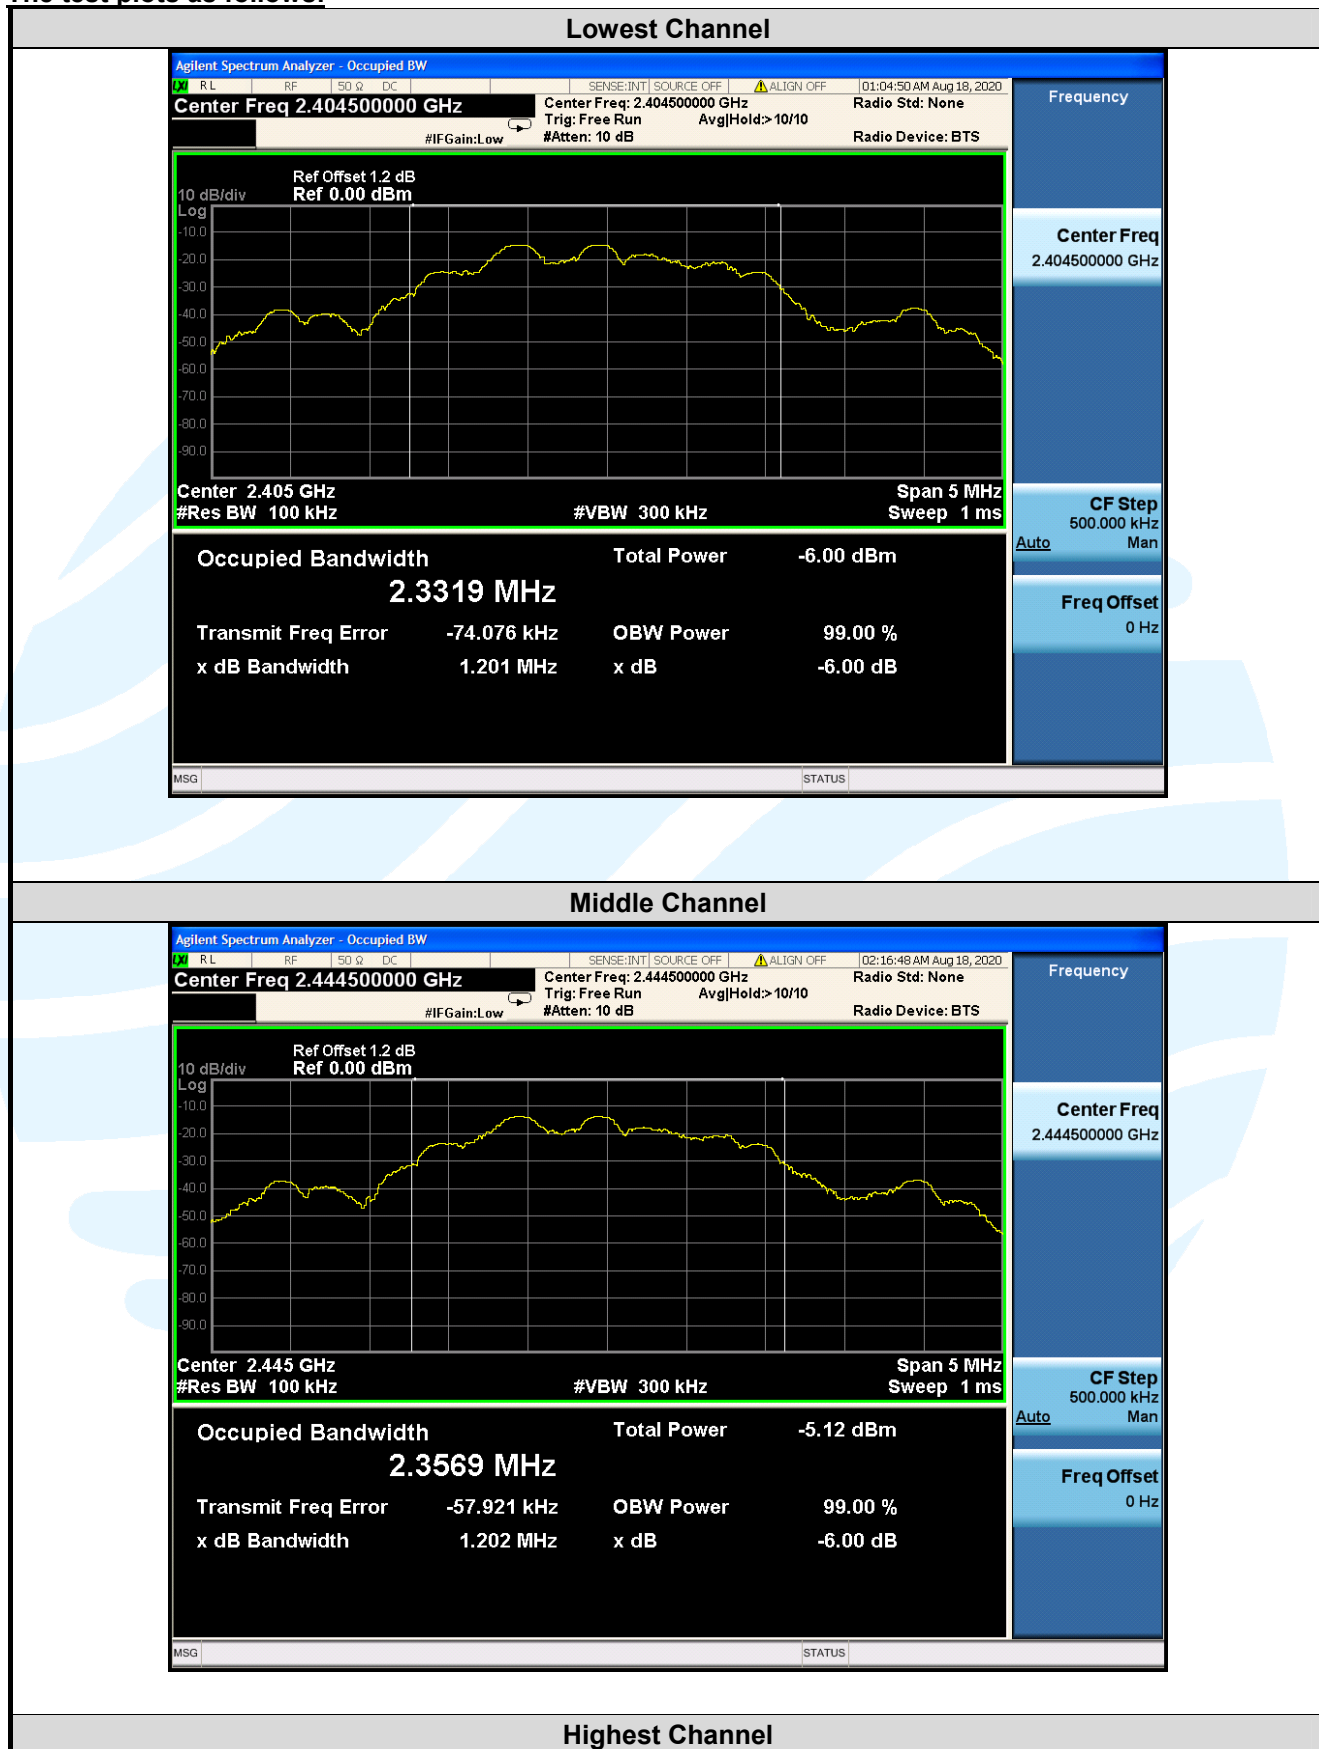 The test plots as follows:
Lowest Channel
Agilent Spectrum Analyzer - Occupied BW
LXI RL RF 50 Ω DC SENSE:INT SOURCE OFF ALIGN OFF 01:04:50 AM Aug 18, 2020
Center Freq 2.404500000 GHz
Center Freq: 2.404500000 GHz Radio Std: None
Trig: Free Run Avg|Hold:>10/10
#IFGain:Low #Atten: 10 dB Radio Device: BTS
Ref Offset 1.2 dB
10 dB/div Ref 0.00 dBm
Log
-10.0
-20.0
-30.0
-40.0
-50.0
-60.0
-70.0
-80.0
-90.0
Center 2.405 GHz Span 5 MHz
#Res BW 100 kHz #VBW 300 kHz Sweep 1 ms
Occupied Bandwidth Total Power -6.00 dBm
2.3319 MHz
Transmit Freq Error -74.076 kHz OBW Power 99.00 %
x dB Bandwidth 1.201 MHz x dB -6.00 dB
MSG STATUS
Frequency
Center Freq
2.404500000 GHz
CF Step
500.000 kHz
Auto Man
Freq Offset
0 Hz
Middle Channel
Agilent Spectrum Analyzer - Occupied BW
LXI RL RF 50 Ω DC SENSE:INT SOURCE OFF ALIGN OFF 02:16:48 AM Aug 18, 2020
Center Freq 2.444500000 GHz
Center Freq: 2.444500000 GHz Radio Std: None
Trig: Free Run Avg|Hold:>10/10
#IFGain:Low #Atten: 10 dB Radio Device: BTS
Ref Offset 1.2 dB
10 dB/div Ref 0.00 dBm
Log
-10.0
-20.0
-30.0
-40.0
-50.0
-60.0
-70.0
-80.0
-90.0
Center 2.445 GHz Span 5 MHz
#Res BW 100 kHz #VBW 300 kHz Sweep 1 ms
Occupied Bandwidth Total Power -5.12 dBm
2.3569 MHz
Transmit Freq Error -57.921 kHz OBW Power 99.00 %
x dB Bandwidth 1.202 MHz x dB -6.00 dB
MSG STATUS
Frequency
Center Freq
2.444500000 GHz
CF Step
500.000 kHz
Auto Man
Freq Offset
0 Hz
Highest Channel